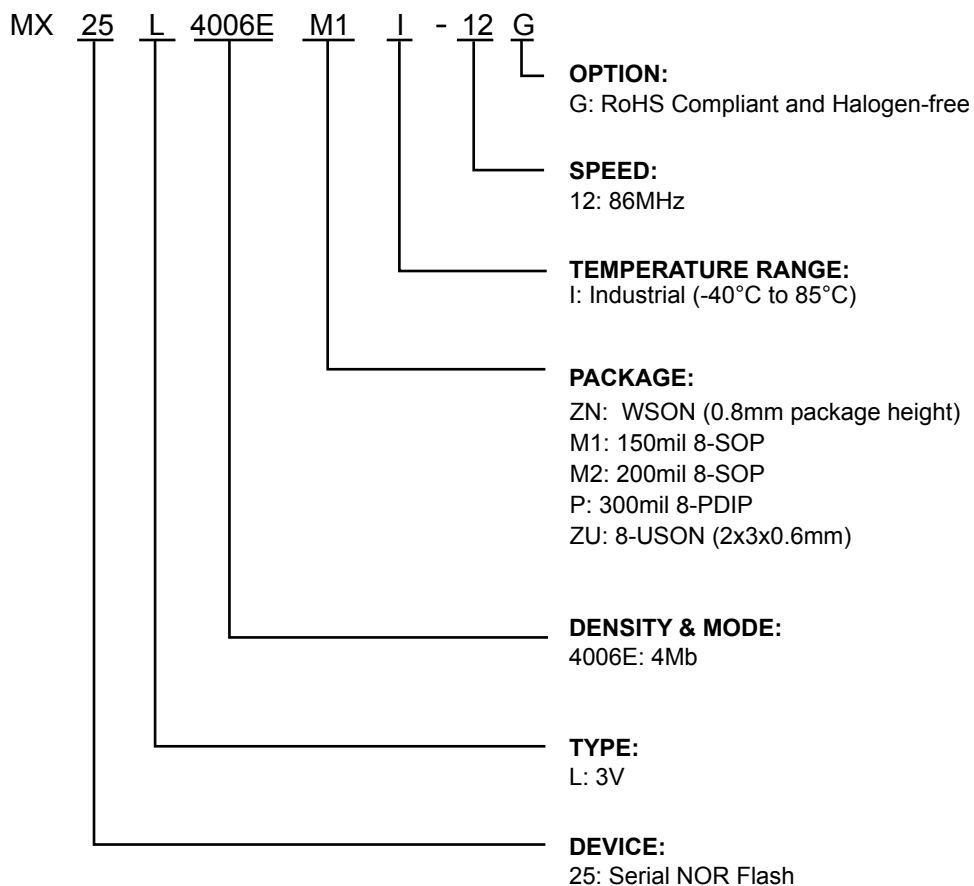 MX 25 L 4006E M1 I - 12 G
OPTION:
G: RoHS Compliant and Halogen-free
SPEED:
12: 86MHz
TEMPERATURE RANGE:
I: Industrial (-40°C to 85°C)
PACKAGE:
ZN: WSON (0.8mm package height)
M1: 150mil 8-SOP
M2: 200mil 8-SOP
P: 300mil 8-PDIP
ZU: 8-USON (2x3x0.6mm)
DENSITY & MODE:
4006E: 4Mb
TYPE:
L: 3V
DEVICE:
25: Serial NOR Flash